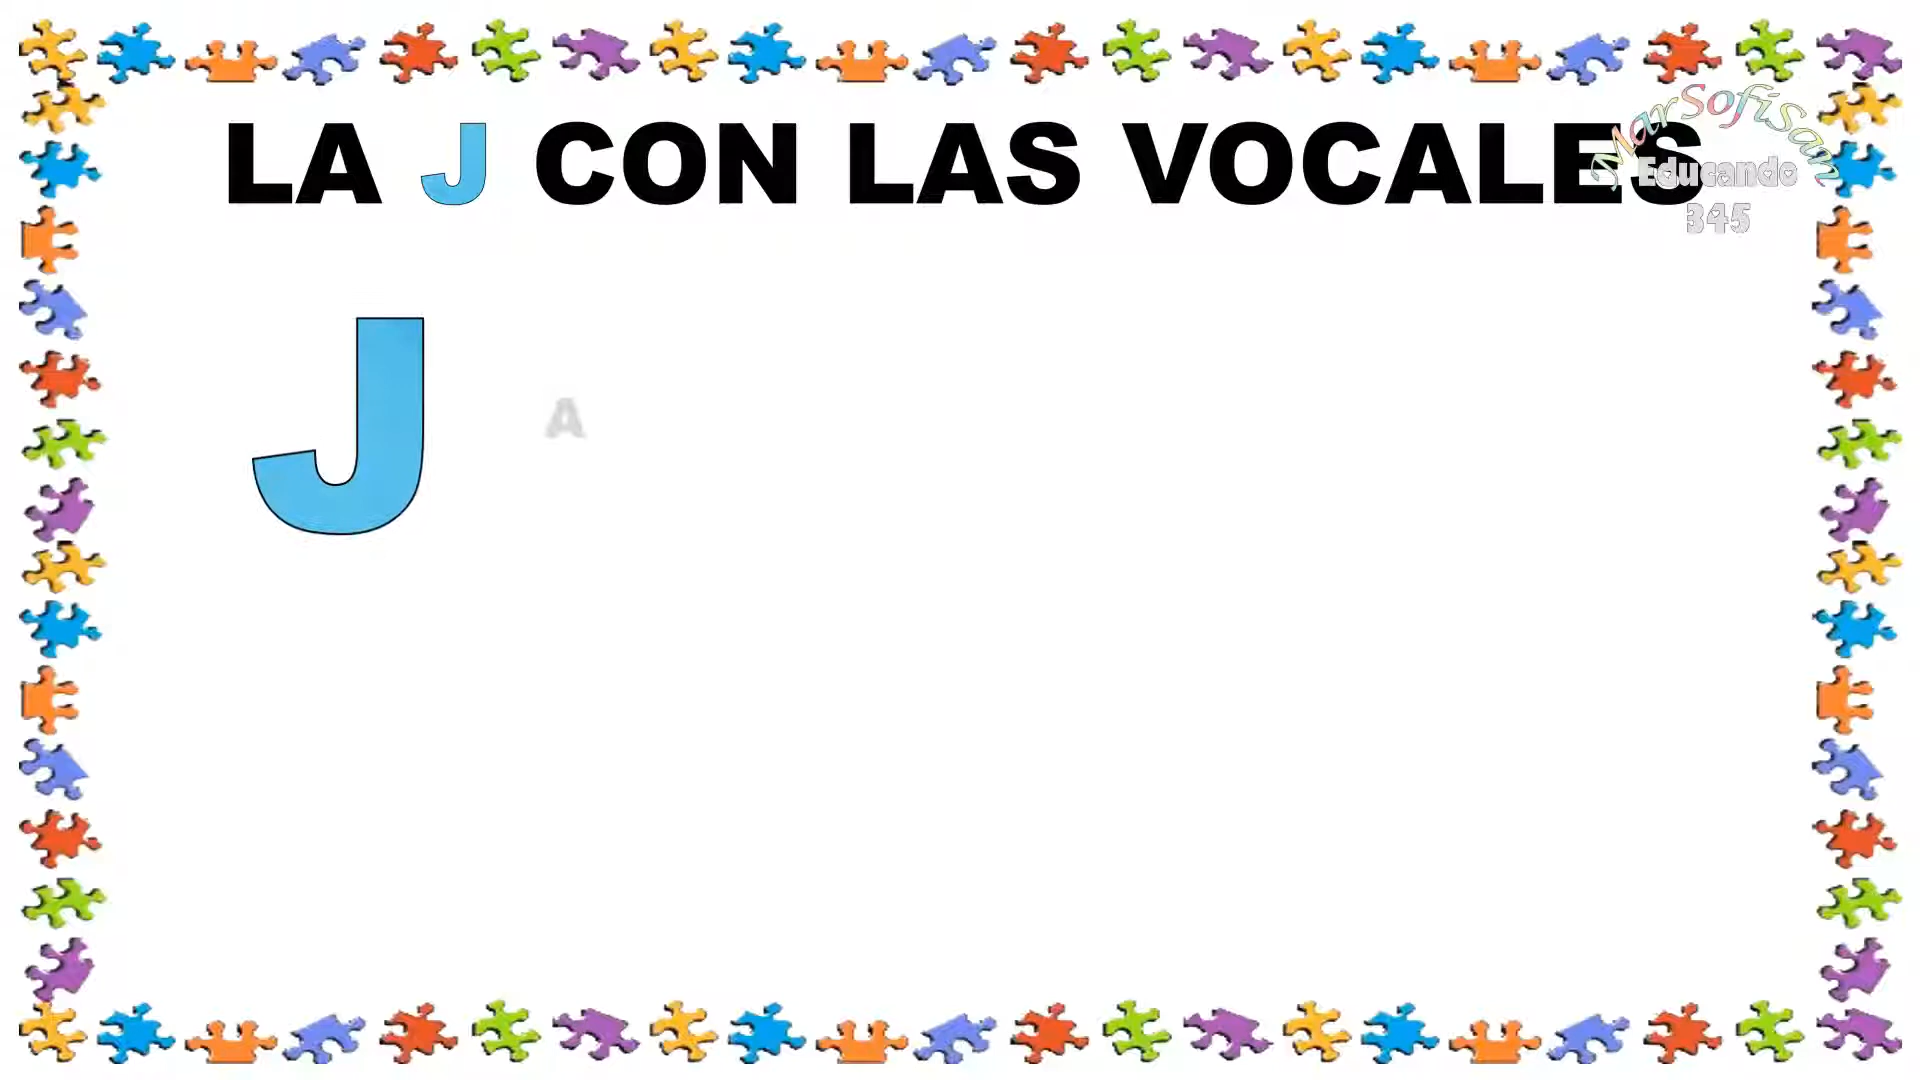 LA J CON LAS VOCALES
MarSofiSan
Educando
345
J A